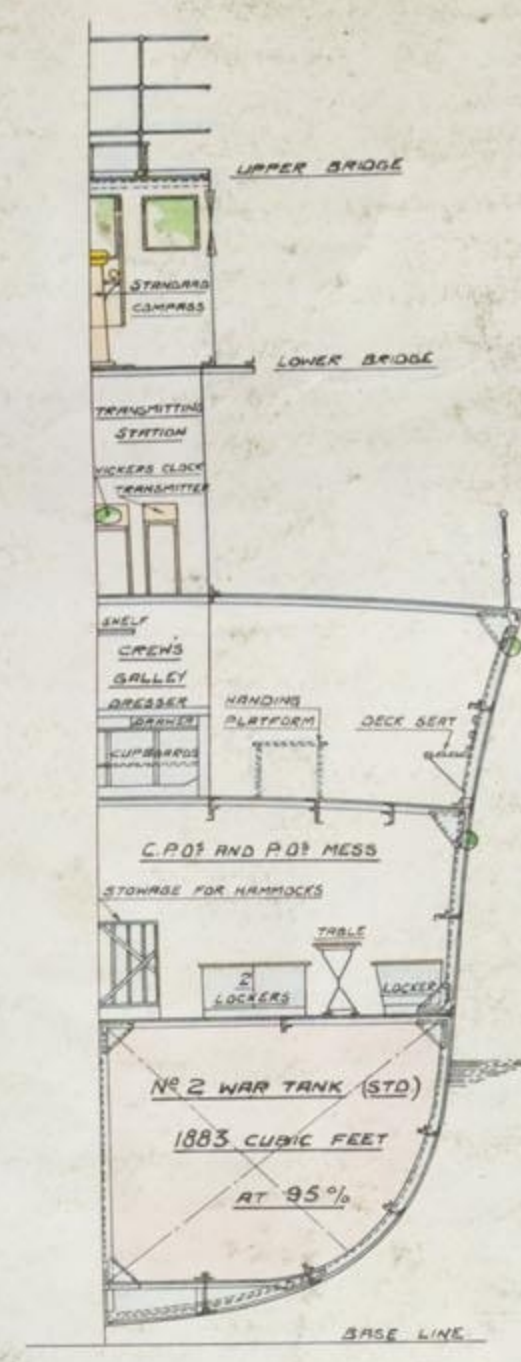 UPPER BRIDGE
STANDARD
COMPASS
LOWER BRIDGE
TRANSMITTING
STATION
VICKERS CLOCK
TRANSMITTER
SHELF
CREW'S
GALLEY
DRESSER
DRAWER
CUPBOARDS
HANDING
PLATFORM
DECK SEAT
C.P.O§ AND P.O§ MESS
STOWAGE FOR HAMMOCKS
TABLE
2
LOCKERS
LOCKER
Nº 2 WAR TANK (STD)
1883 CUBIC FEET
AT 95%
BASE LINE